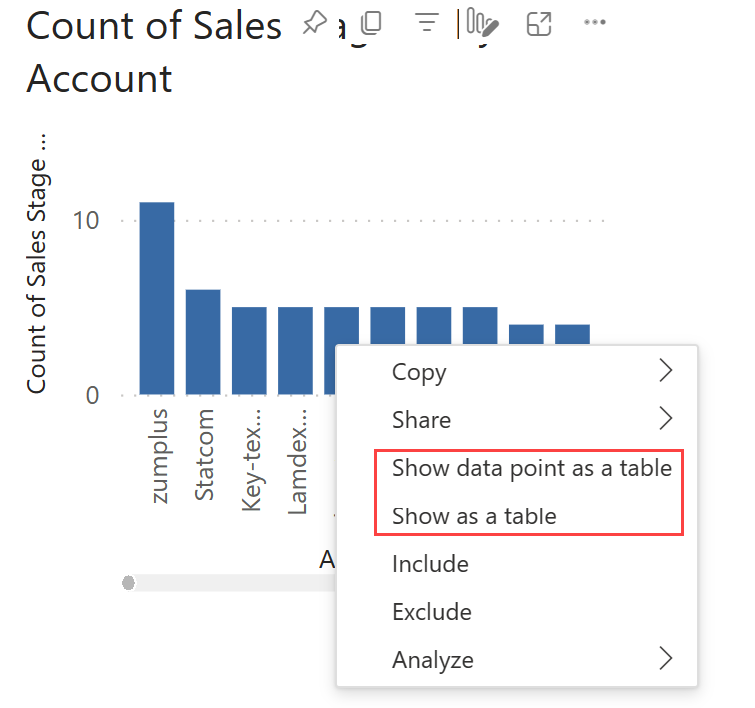 Count of Sales
Account
Count of Sales Stage ...
10
0
zumplus
Statcom
Key-tex...
Lamdex...
A
Copy
Share
Show data point as a table
Show as a table
Include
Exclude
Analyze